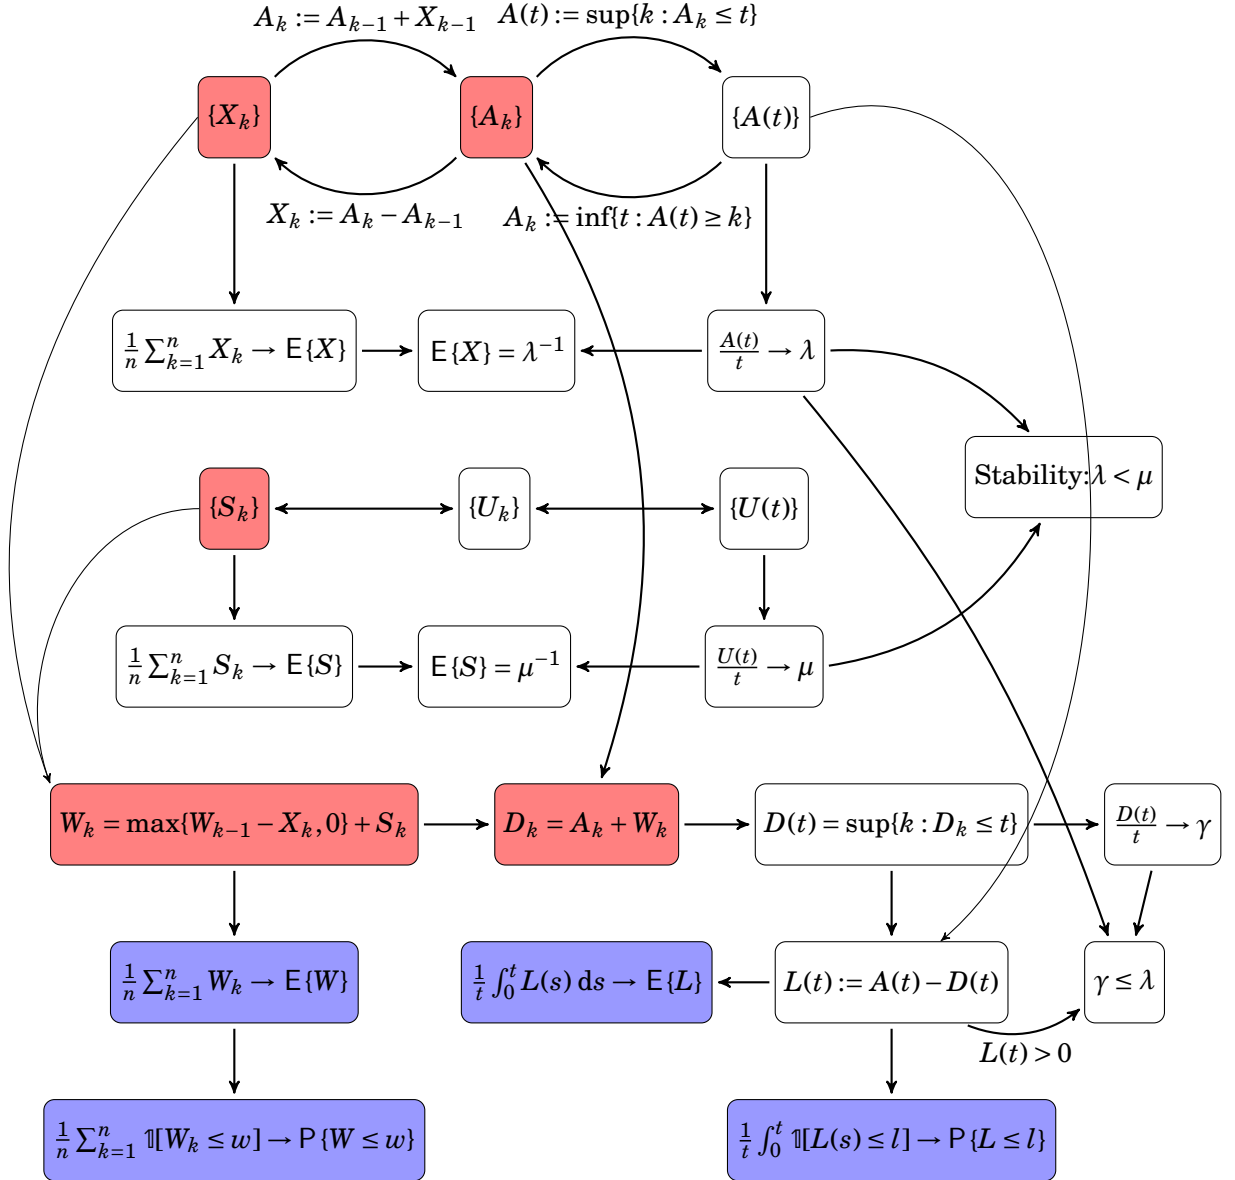 A_k := A_{k−1} + X_{k−1}
A(t) := sup{k : A_k ≤ t}
{X_k}
{A_k}
{A(t)}
X_k := A_k − A_{k−1}
A_k := inf{t : A(t) ≥ k}
1/n ∑_{k=1}^n X_k → E{X}
E{X} = λ^{−1}
A(t)/t → λ
Stability: λ < μ
{S_k}
{U_k}
{U(t)}
1/n ∑_{k=1}^n S_k → E{S}
E{S} = μ^{−1}
U(t)/t → μ
W_k = max{W_{k−1} − X_k, 0} + S_k
D_k = A_k + W_k
D(t) = sup{k : D_k ≤ t}
D(t)/t → γ
1/n ∑_{k=1}^n W_k → E{W}
1/t ∫_0^t L(s) ds → E{L}
L(t) := A(t) − D(t)
γ ≤ λ
L(t) > 0
1/n ∑_{k=1}^n 𝟙[W_k ≤ w] → P{W ≤ w}
1/t ∫_0^t 𝟙[L(s) ≤ l] → P{L ≤ l}